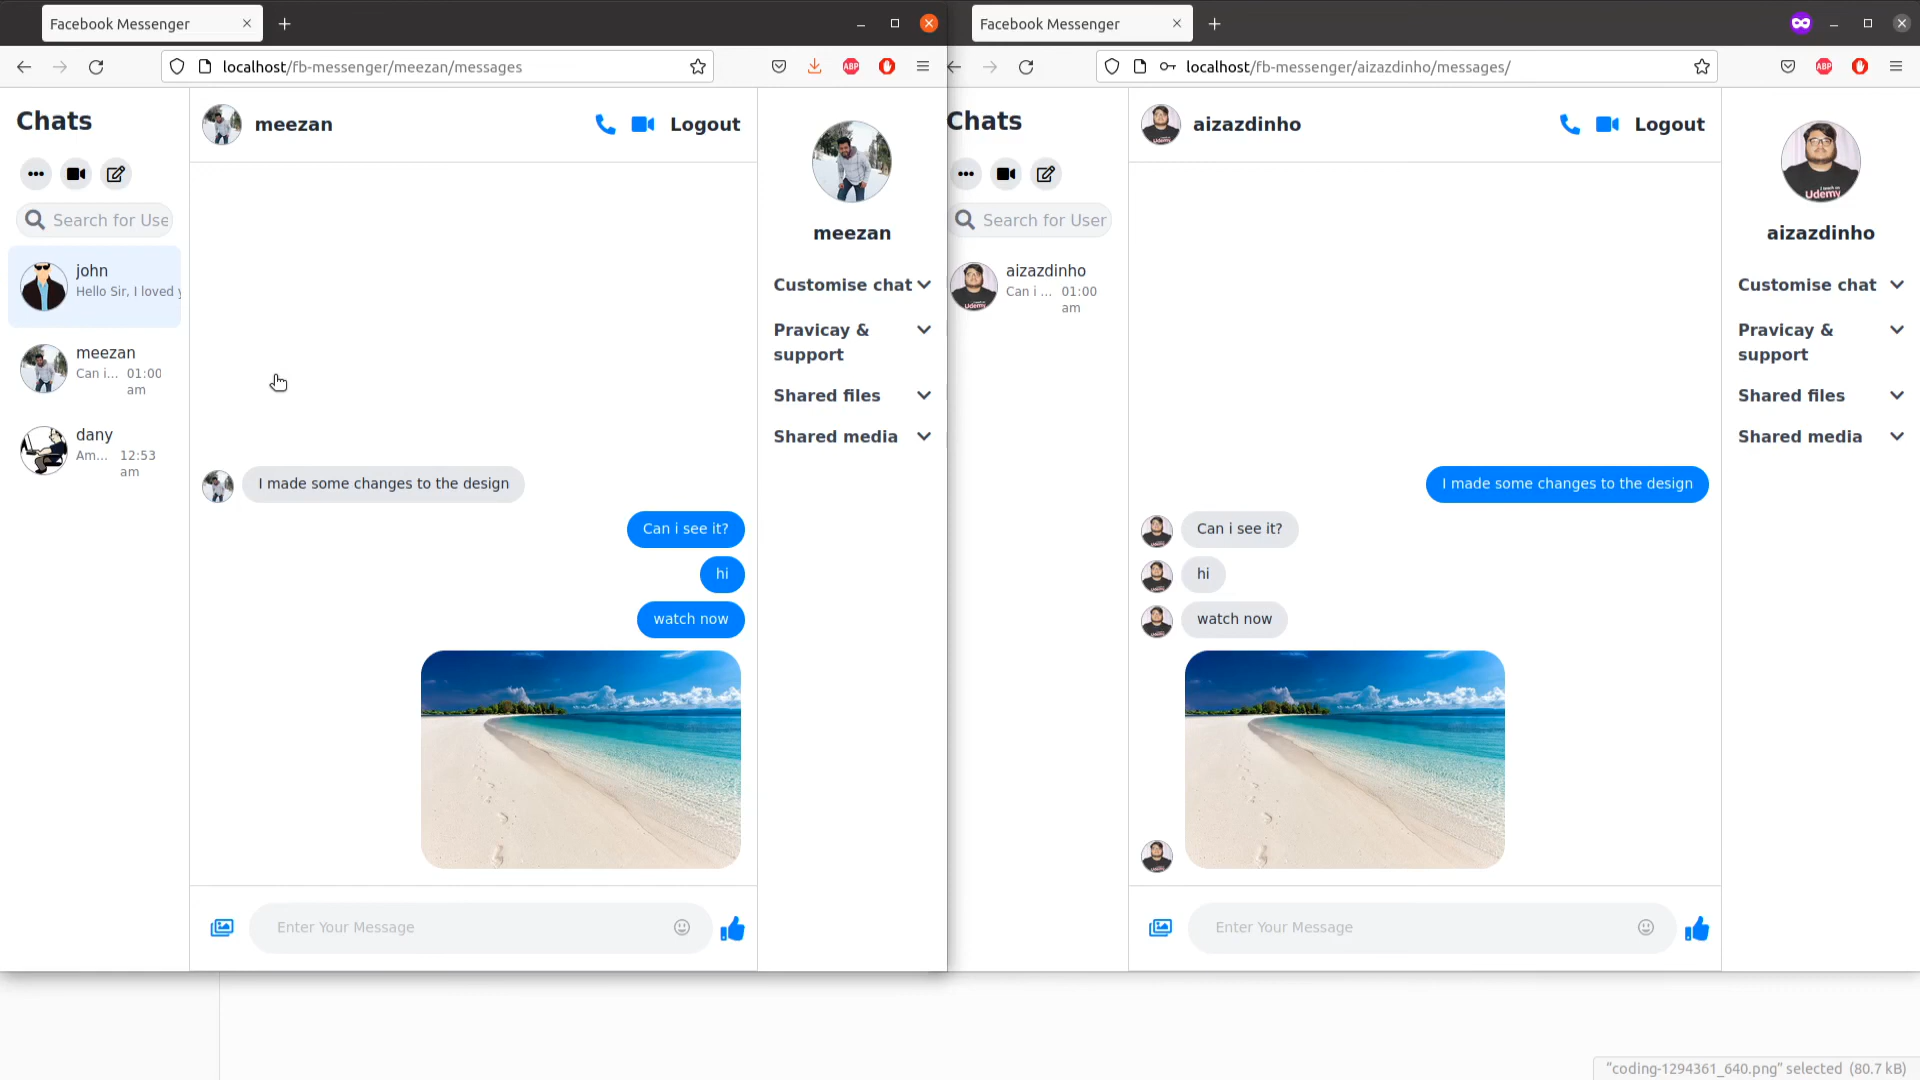 Facebook Messenger
localhost/fb-messenger/meezan/messages
Chats
Search for Use
john
Hello Sir, I loved y
meezan
Can i... 01:00
am
dany
Am... 12:53
am
meezan
Logout
I made some changes to the design
Can i see it?
hi
watch now
Enter Your Message
meezan
Customise chat
Pravicay &
support
Shared files
Shared media
Facebook Messenger
localhost/fb-messenger/aizazdinho/messages/
ABP
ABP
Chats
Search for User
aizazdinho
Can i ... 01:00
am
aizazdinho
Logout
I made some changes to the design
Can i see it?
hi
watch now
Enter Your Message
I teach on
Udemy
aizazdinho
Customise chat
Pravicay &
support
Shared files
Shared media
"coding-1294361_640.png" selected (80.7 kB)